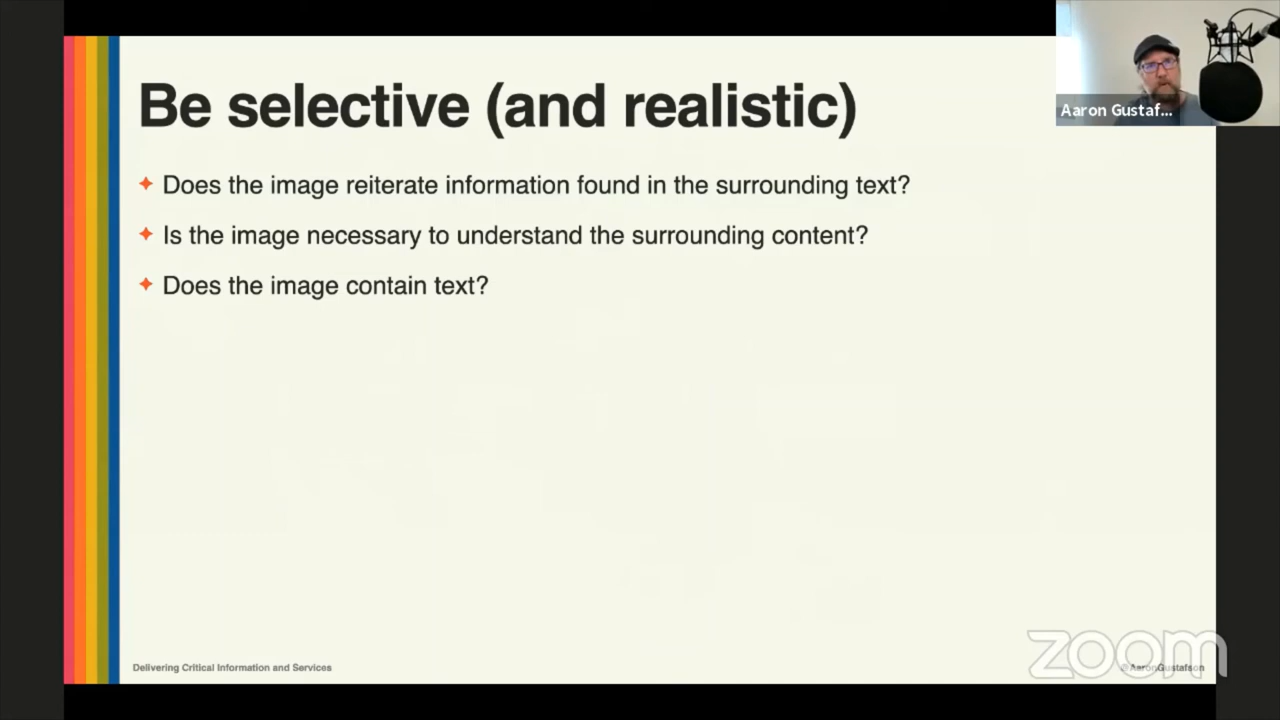 Be selective (and realistic)
Aaron Gustaf...
✦ Does the image reiterate information found in the surrounding text?
✦ Is the image necessary to understand the surrounding content?
✦ Does the image contain text?
Delivering Critical Information and Services
@AaronGustafson
zoom